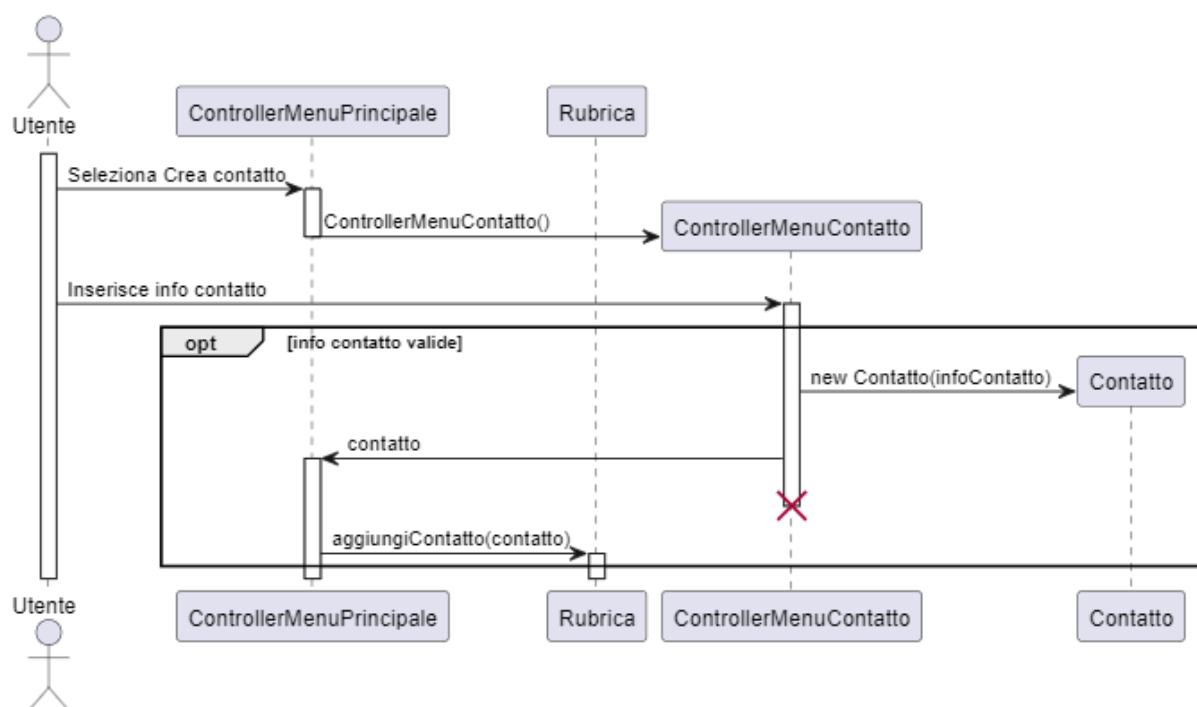 Utente
ControllerMenuPrincipale
Rubrica
Seleziona Crea contatto
ControllerMenuContatto()
ControllerMenuContatto
Inserisce info contatto
opt
[info contatto valide]
new Contatto(infoContatto)
Contatto
contatto
aggiungiContatto(contatto)
Utente
ControllerMenuPrincipale
Rubrica
ControllerMenuContatto
Contatto